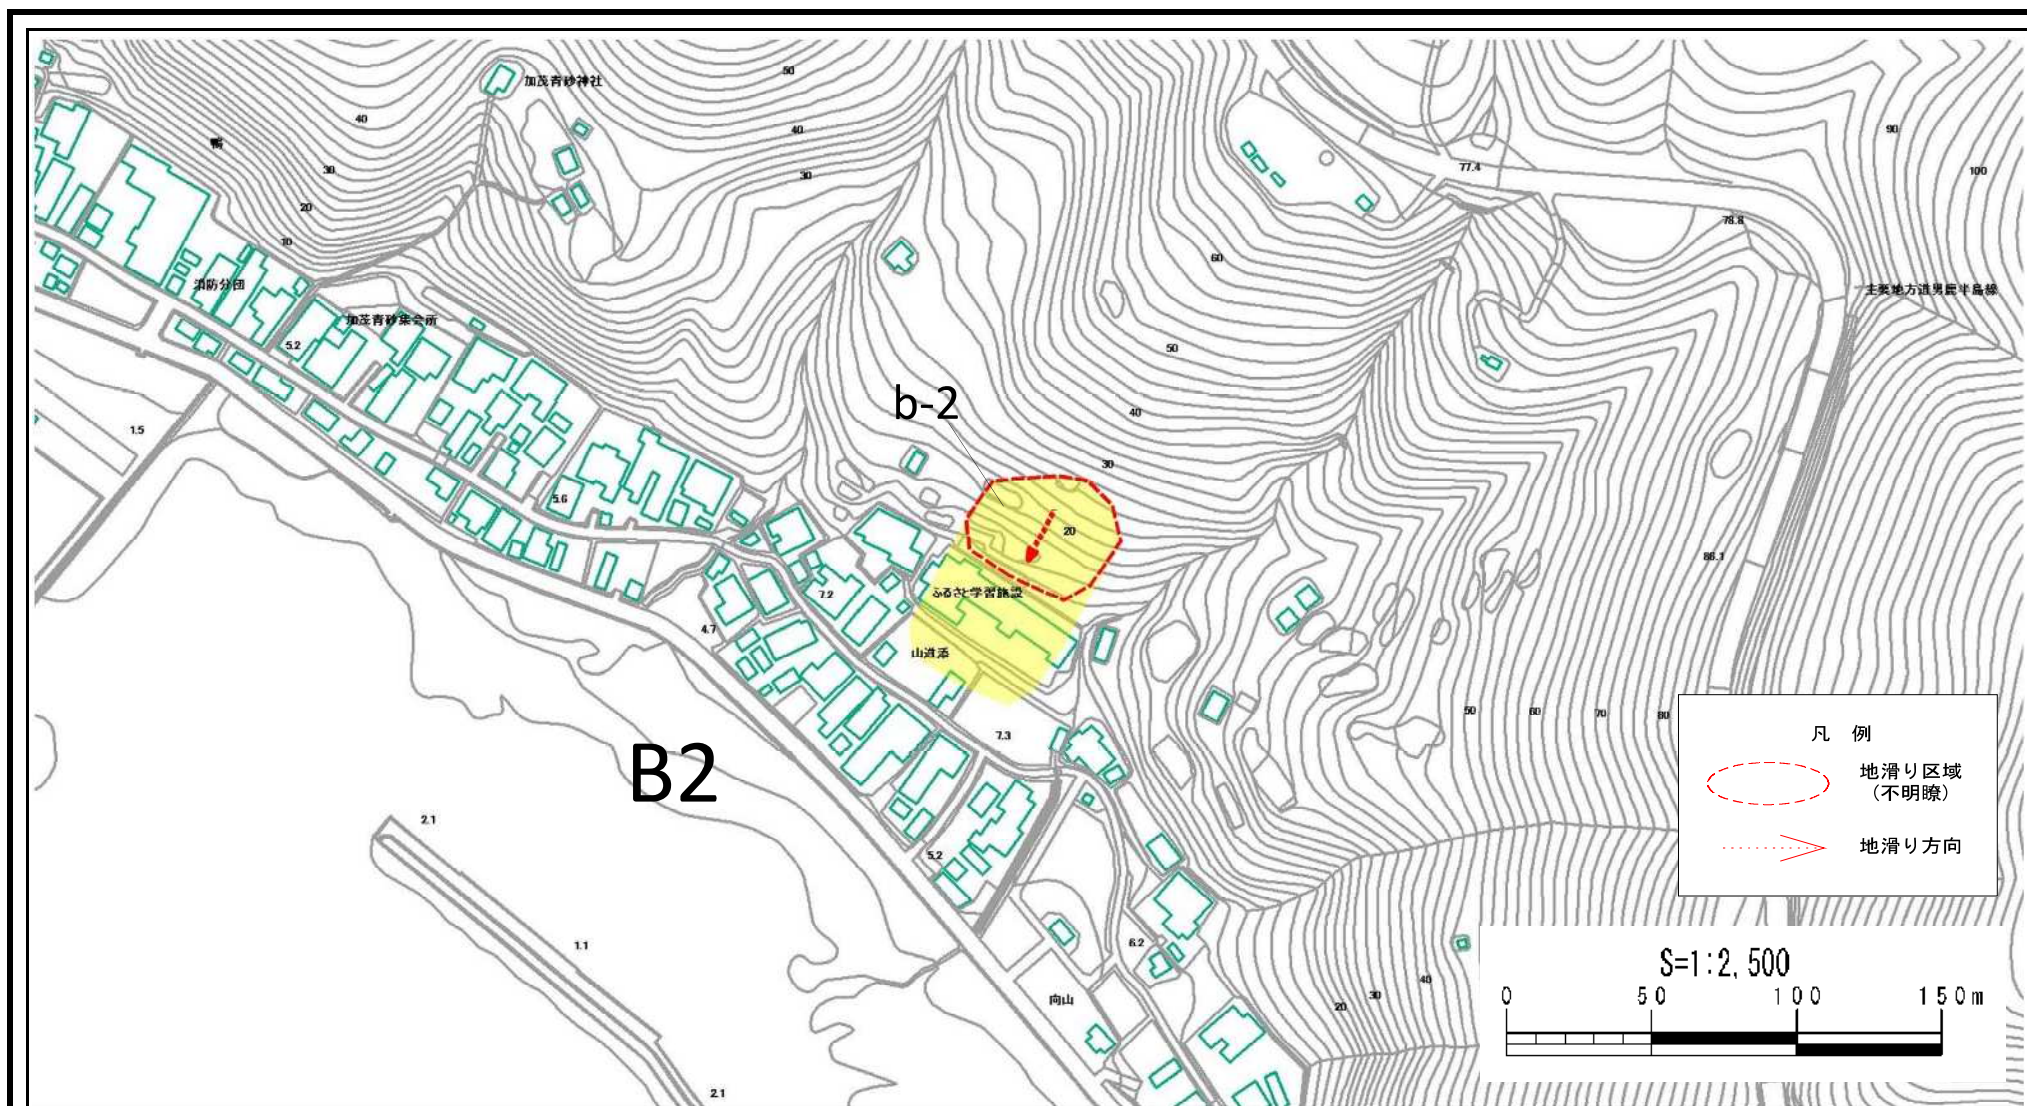 50
加茂青砂神社
40
40
90
77.4
30
30
100
20
78.8
10
60
消防分団
主要地方道男鹿半島線
加茂青砂集会所
5.2
50
b-2
40
1.5
30
5.6
20
86.1
7.2
ふるさと学習施設
4.7
山道添
50
60
70
80
7.3
凡 例
B2
地滑り区域
(不明瞭)
2.1
地滑り方向
5.2
1.1
6.2
S=1:2,500
40
30
20
向山
0 50 100 150m
2.1